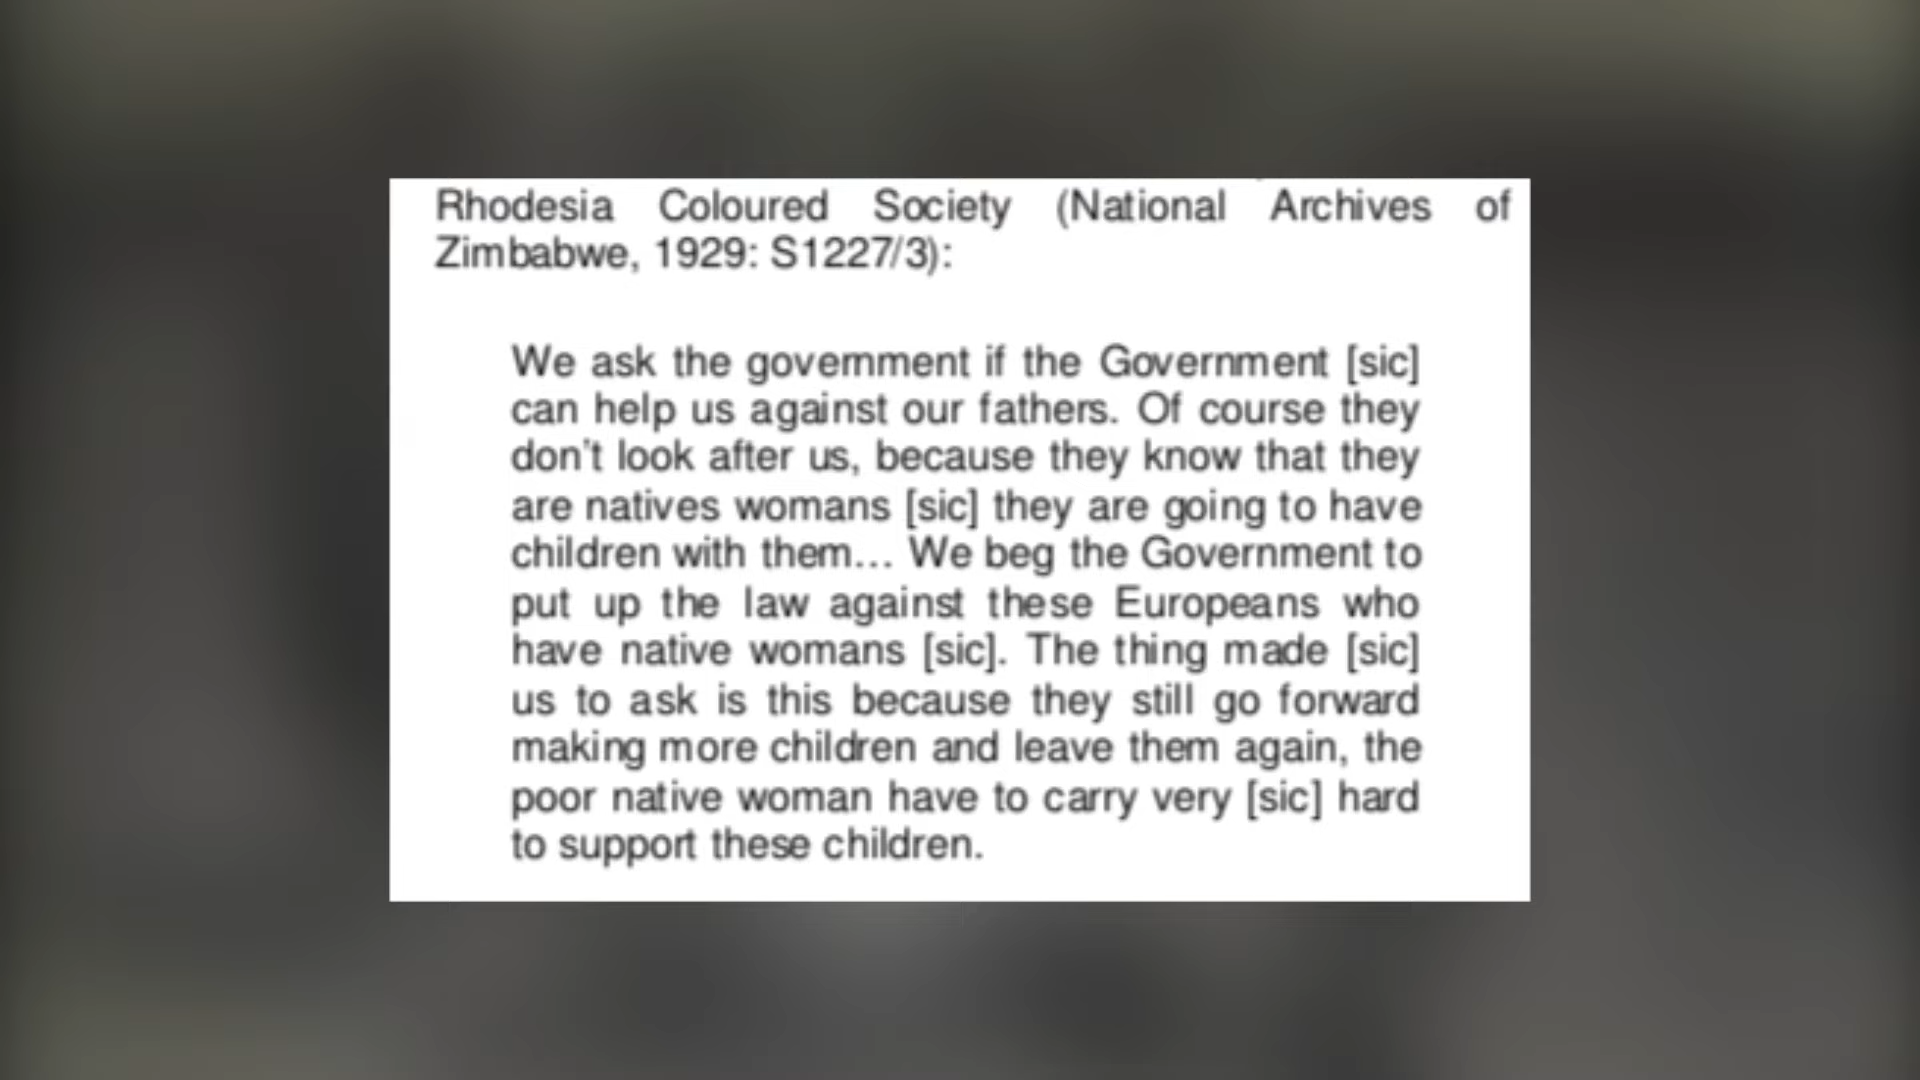 Rhodesia Coloured Society (National Archives of
Zimbabwe, 1929: S1227/3):
We ask the government if the Government [sic]
can help us against our fathers. Of course they
don't look after us, because they know that they
are natives womans [sic] they are going to have
children with them... We beg the Government to
put up the law against these Europeans who
have native womans [sic]. The thing made [sic]
us to ask is this because they still go forward
making more children and leave them again, the
poor native woman have to carry very [sic] hard
to support these children.